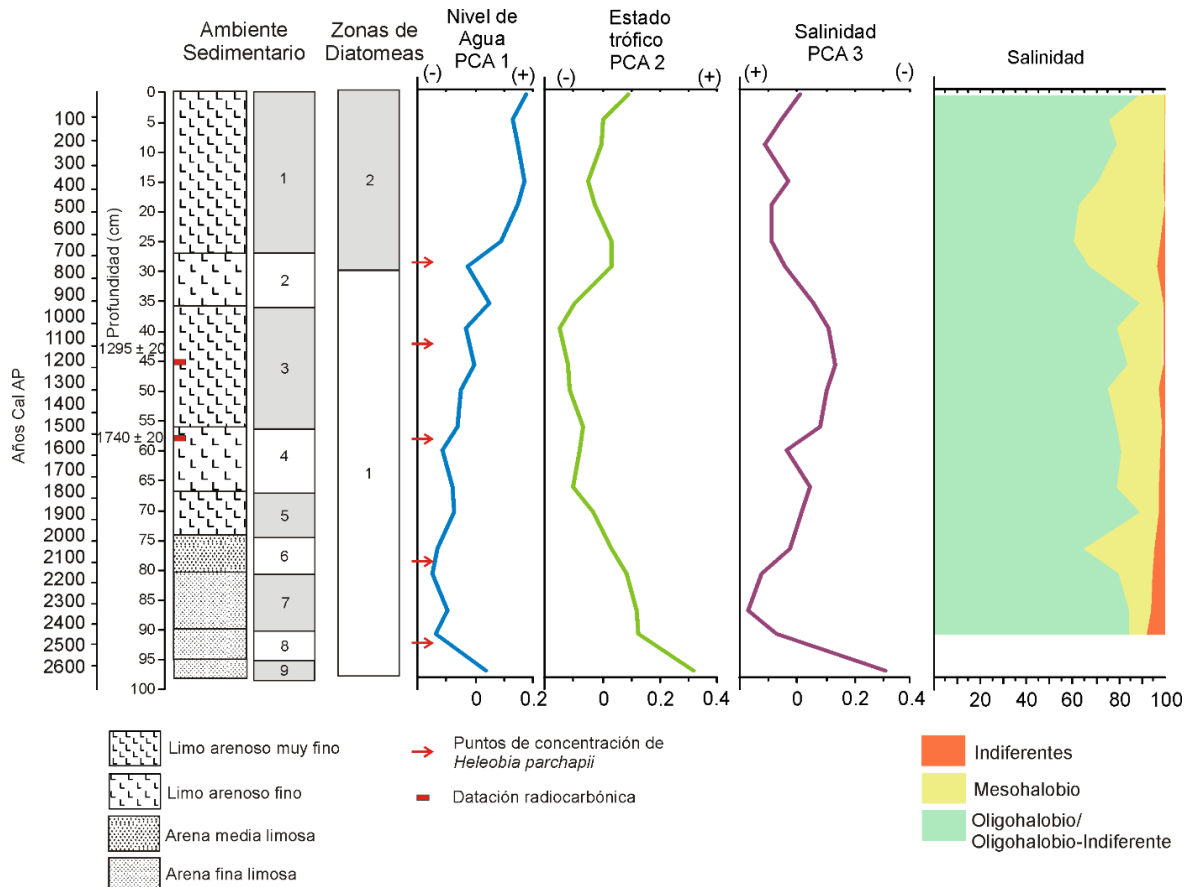 Ambiente
Sedimentario
Zonas de
Diatomeas
Nivel de
Agua
PCA 1
(-) (+)
Estado
trófico
PCA 2
(-) (+)
Salinidad
PCA 3
(+) (-)
Salinidad
Años Cal AP
100
200
300
400
500
600
700
800
900
1000
1100
1200
1300
1400
1500
1600
1700
1800
1900
2000
2100
2200
2300
2400
2500
2600
1295 ± 20
1740 ± 20
Profundidad (cm)
0
5
10
15
20
25
30
35
40
45
50
55
60
65
70
75
80
85
90
95
100
1
2
3
4
5
6
7
8
9
2
1
0 0.2
0 0.4
0 0.4
20 40 60 80 100
Limo arenoso muy fino
Limo arenoso fino
Arena media limosa
Arena fina limosa
Puntos de concentración de
Heleobia parchapii
Datación radiocarbónica
Indiferentes
Mesohalobio
Oligohalobio/
Oligohalobio-Indiferente